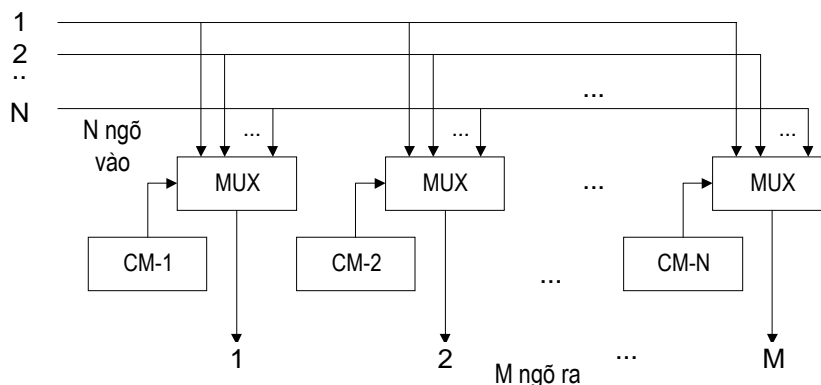 1
2
..
N
...
N ngõ
vào
...
...
...
MUX
MUX
...
MUX
CM-1
CM-2
...
CM-N
1
2
M ngõ ra
...
M